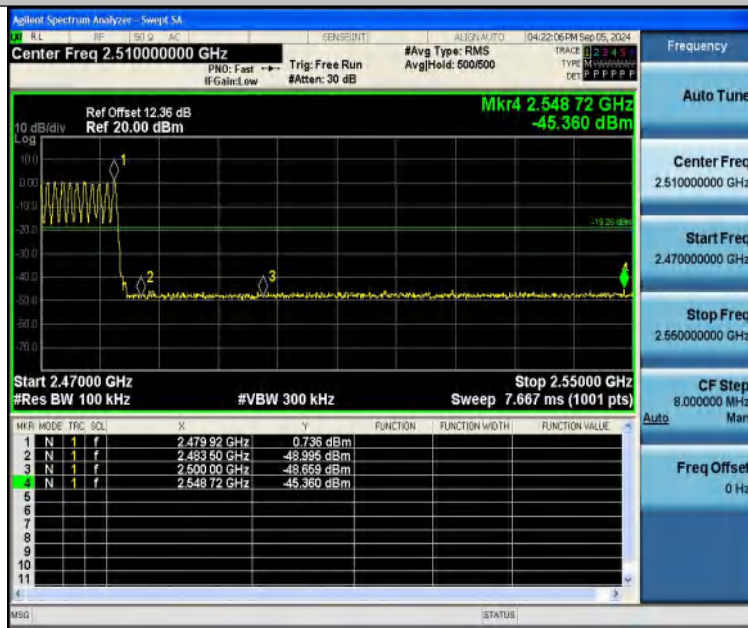 Agilent Spectrum Analyzer - Swept SA
RL RF 50 Ω AC SENSE:INT ALIGN AUTO 04:22:06 PM Sep 05, 2024
Center Freq 2.510000000 GHz
PNO: Fast
IFGain:Low
Trig: Free Run
#Atten: 30 dB
#Avg Type: RMS
Avg|Hold: 500/500
TRACE 1 2 3 4 5
TYPE M
DET P P P P P P
Ref Offset 12.36 dB
10 dB/div Ref 20.00 dBm
Log
Mkr4 2.548 72 GHz
-45.360 dBm
10.0
0.00
-10.0
-20.0
-30.0
-40.0
-50.0
-60.0
-70.0
1
2
3
4
-19.26 dBm
Start 2.47000 GHz Stop 2.55000 GHz
#Res BW 100 kHz #VBW 300 kHz Sweep 7.667 ms (1001 pts)
MKR MODE TRC SCL X Y FUNCTION FUNCTION WIDTH FUNCTION VALUE
1 N 1 f 2.479 92 GHz 0.736 dBm
2 N 1 f 2.483 50 GHz -48.995 dBm
3 N 1 f 2.500 00 GHz -48.659 dBm
4 N 1 f 2.548 72 GHz -45.360 dBm
5
6
7
8
9
10
11
MSG STATUS
Frequency
Auto Tune
Center Freq
2.510000000 GHz
Start Freq
2.470000000 GHz
Stop Freq
2.550000000 GHz
CF Step
8.000000 MHz
Auto Man
Freq Offset
0 Hz